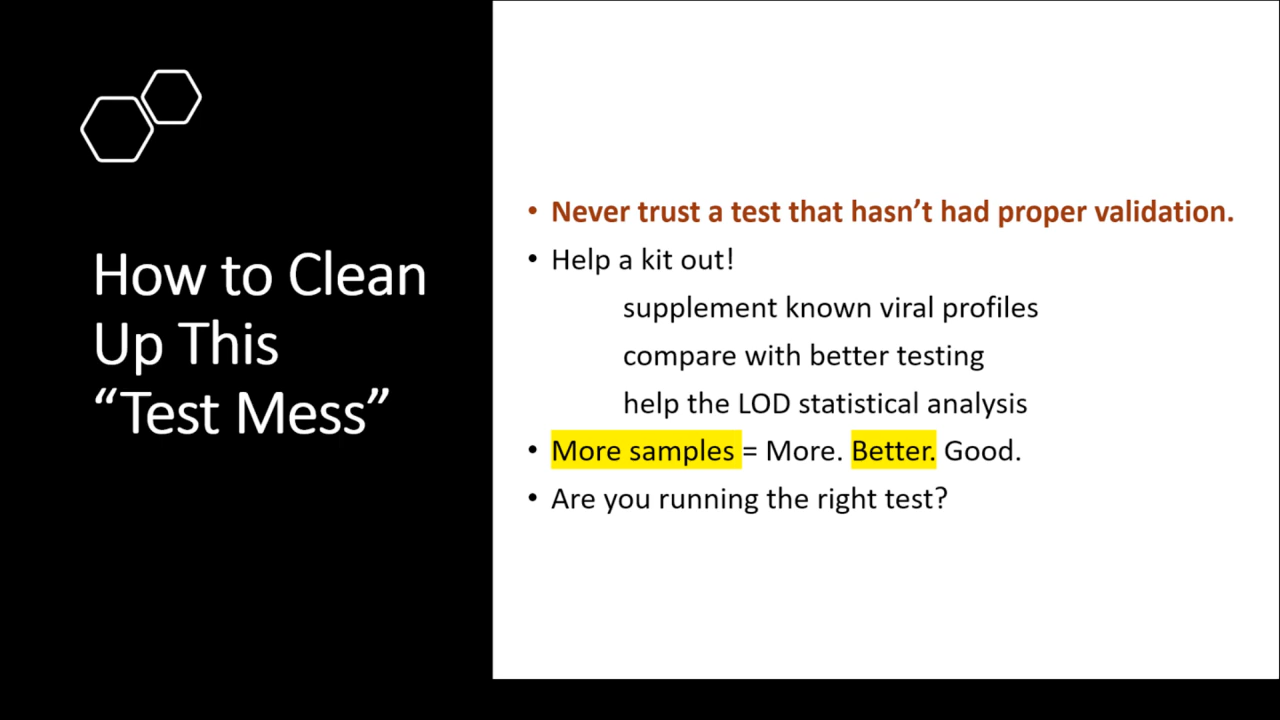 How to Clean
Up This
“Test Mess”
• Never trust a test that hasn’t had proper validation.
• Help a kit out!
supplement known viral profiles
compare with better testing
help the LOD statistical analysis
• More samples = More. Better. Good.
• Are you running the right test?